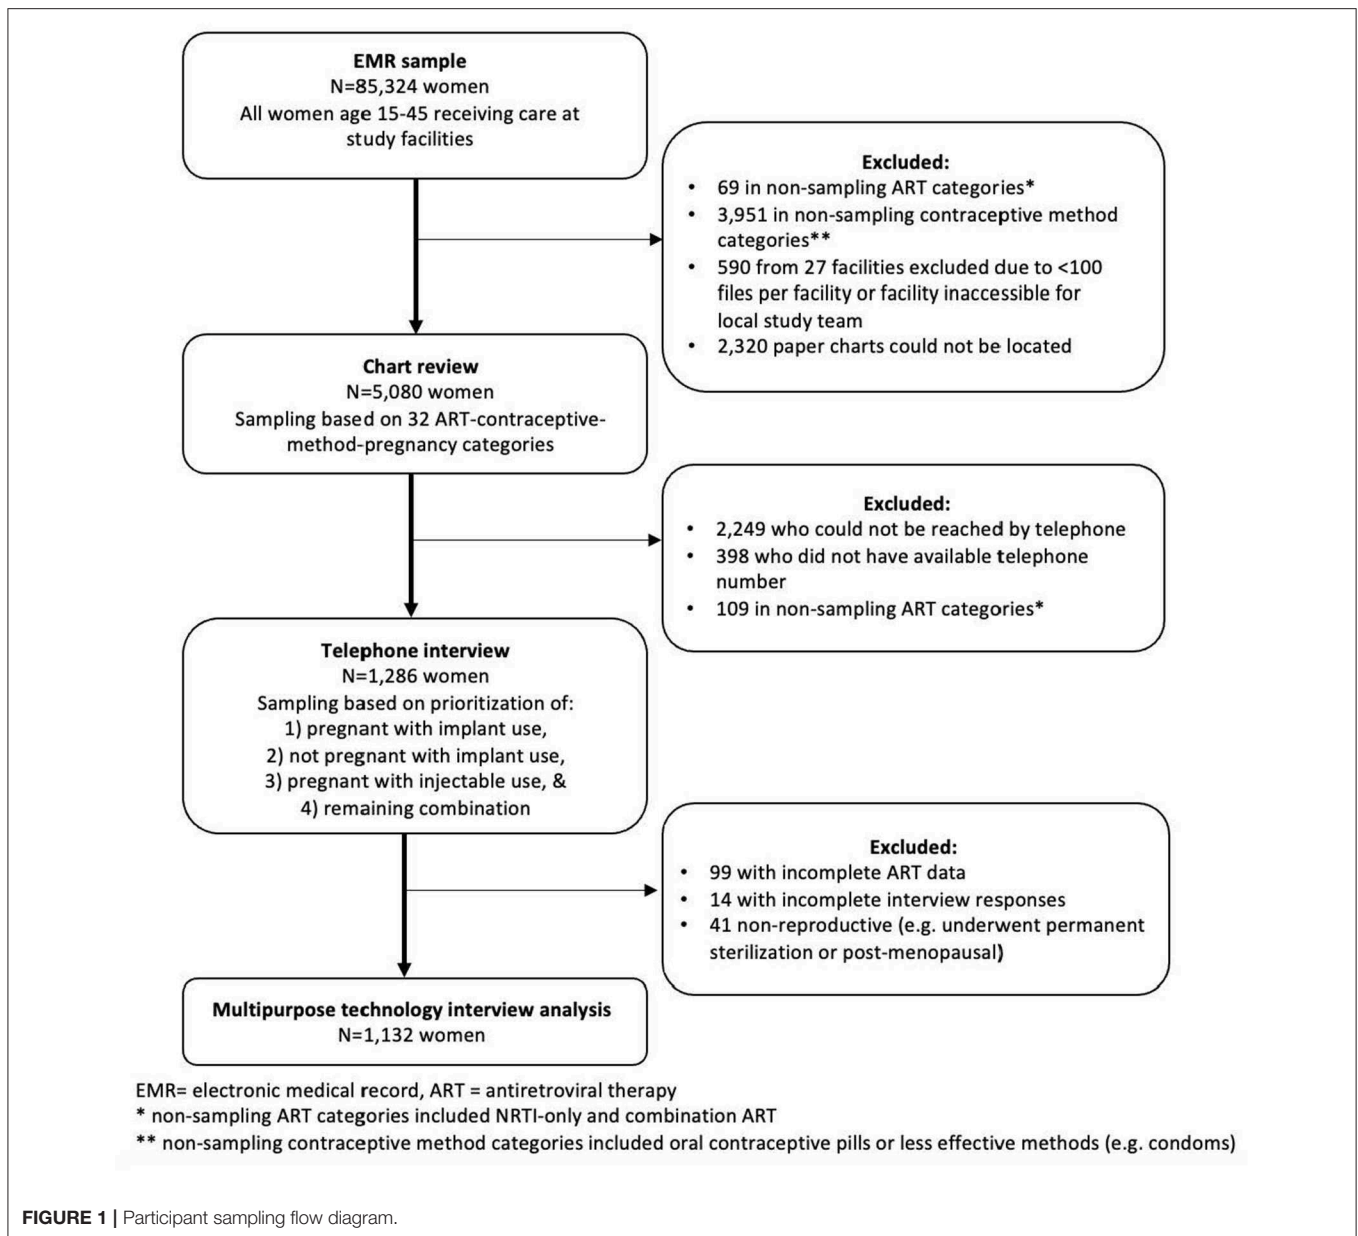 EMR sample
N=85,324 women
All women age 15-45 receiving care at
study facilities
Excluded:
• 69 in non-sampling ART categories*
• 3,951 in non-sampling contraceptive method
categories**
• 590 from 27 facilities excluded due to <100
files per facility or facility inaccessible for
local study team
• 2,320 paper charts could not be located
Chart review
N=5,080 women
Sampling based on 32 ART-contraceptive-
method-pregnancy categories
Excluded:
• 2,249 who could not be reached by telephone
• 398 who did not have available telephone
number
• 109 in non-sampling ART categories*
Telephone interview
N=1,286 women
Sampling based on prioritization of:
1) pregnant with implant use,
2) not pregnant with implant use,
3) pregnant with injectable use, &
4) remaining combination
Excluded:
• 99 with incomplete ART data
• 14 with incomplete interview responses
• 41 non-reproductive (e.g. underwent permanent
sterilization or post-menopausal)
Multipurpose technology interview analysis
N=1,132 women
EMR= electronic medical record, ART = antiretroviral therapy
* non-sampling ART categories included NRTI-only and combination ART
** non-sampling contraceptive method categories included oral contraceptive pills or less effective methods (e.g. condoms)
FIGURE 1 | Participant sampling flow diagram.